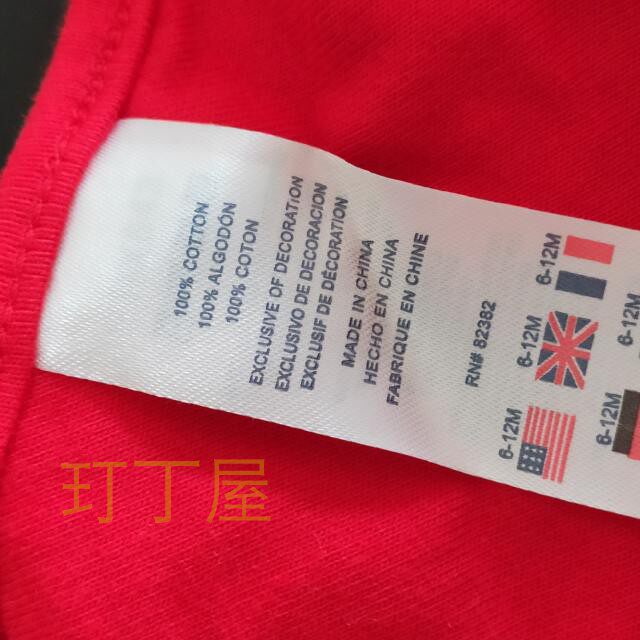 100% COTTON
100% ALGODÓN
100% COTON
EXCLUSIVE OF DECORATION
EXCLUSIVO DE DECORACION
EXCLUSIF DE DÉCORATION
MADE IN CHINA
HECHO EN CHINA
FABRIQUE EN CHINE
RN# 82382
6-12M
6-12M
6-12M
6-12M
6-12M
玎丁屋